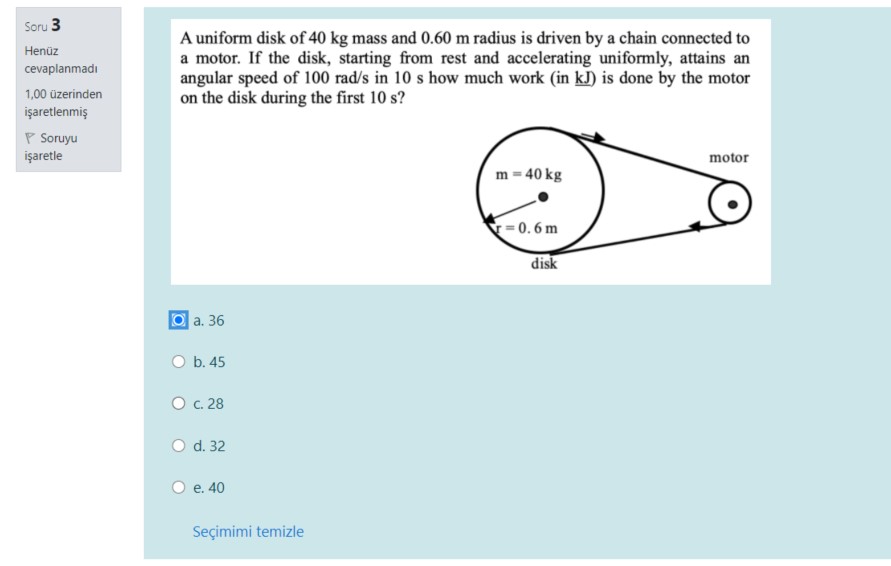 Soru 3
Henüz
cevaplanmadı
1,00 üzerinden
işaretlenmiş
Soruyu
işaretle
A uniform disk of 40 kg mass and 0.60 m radius is driven by a chain connected to
a motor. If the disk, starting from rest and accelerating uniformly, attains an
angular speed of 100 rad/s in 10 s how much work (in kJ) is done by the motor
on the disk during the first 10 s?
m = 40 kg
motor
r = 0.6 m
disk
a. 36
b. 45
c. 28
d. 32
e. 40
Seçimimi temizle